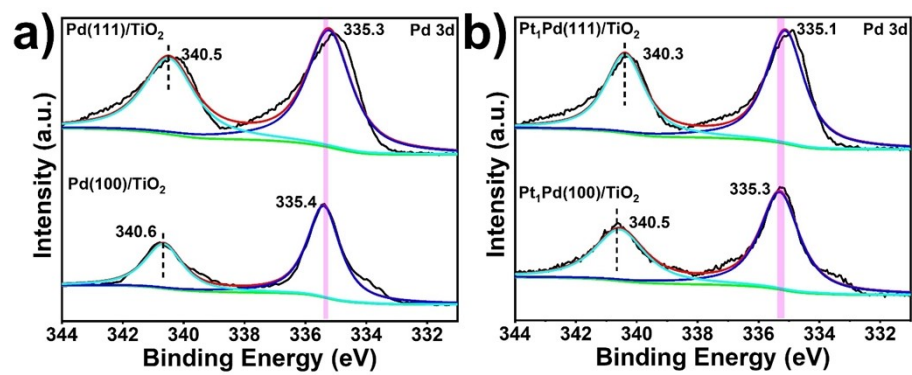 a)
Pd(111)/TiO₂
340.5
335.3
Pd 3d
Pd(100)/TiO₂
340.6
335.4
Intensity (a.u.)
344 342 340 338 336 334 332
Binding Energy (eV)
b)
Pt₁Pd(111)/TiO₂
340.3
335.1
Pd 3d
Pt₁Pd(100)/TiO₂
340.5
335.3
Intensity (a.u.)
344 342 340 338 336 334 332
Binding Energy (eV)